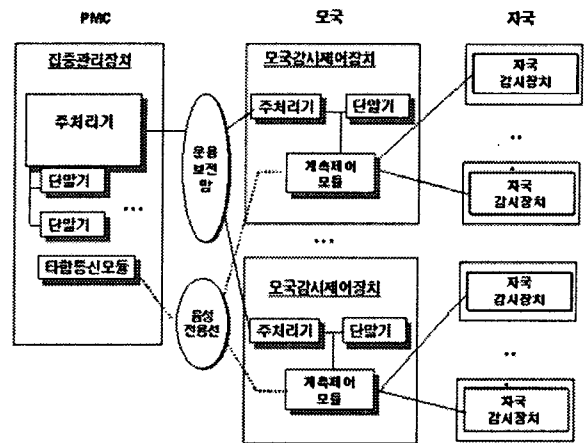 PMC
모국
자국
집중관리장치
주처리기
단말기
단말기
...
타합통신모듈
운용
보전
망
음성
전용선
모국감시제어장치
주처리기
단말기
계측제어
모듈
...
모국감시제어장치
주처리기
단말기
계측제어
모듈
자국
감시장치
..
자국
감시장치
자국
감시장치
..
자국
감시장치